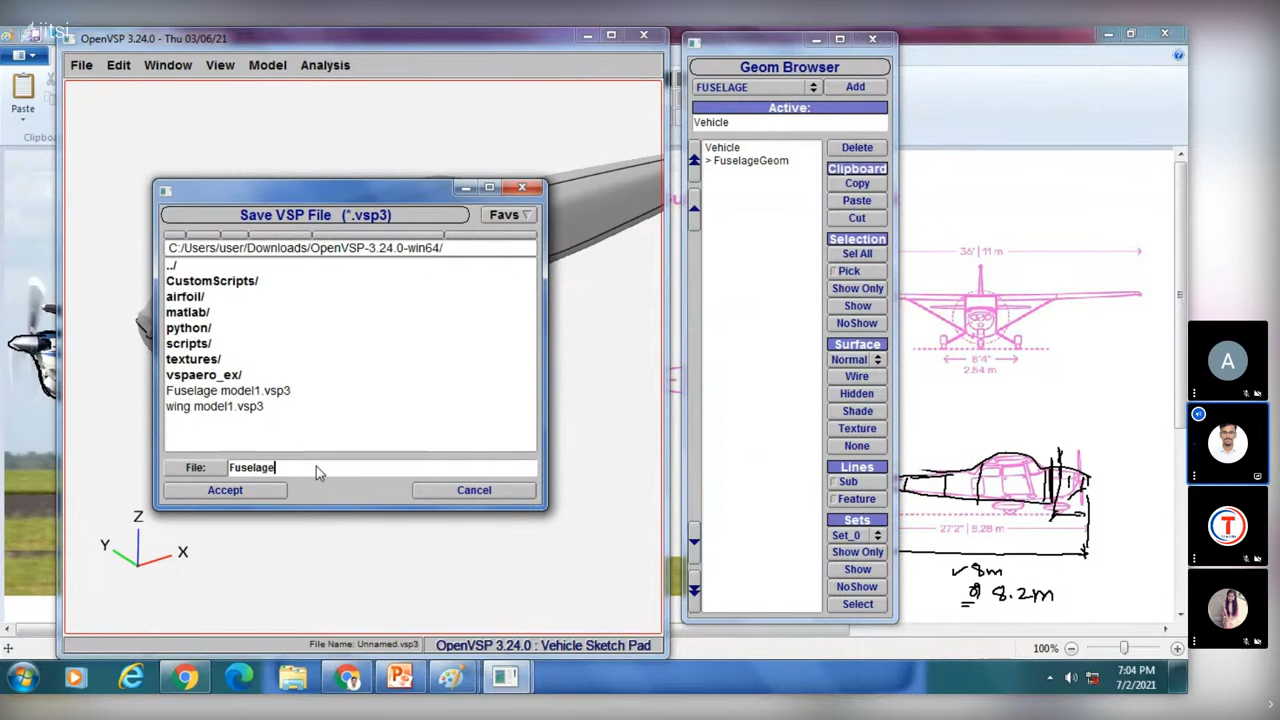 jitsi
OpenVSP 3.24.0 - Thu 03/06/21
File Edit Window View Model Analysis
Paste
Clipb
Save VSP File (*.vsp3)
Favs
C:/Users/user/Downloads/OpenVSP-3.24.0-win64/
../
CustomScripts/
airfoil/
matlab/
python/
scripts/
textures/
vspaero_ex/
Fuselage model1.vsp3
wing model1.vsp3
File: Fuselage
Accept Cancel
Z
Y
X
File Name: Unnamed.vsp3
OpenVSP 3.24.0 : Vehicle Sketch Pad
Geom Browser
FUSELAGE
Add
Active:
Vehicle
Vehicle
> FuselageGeom
Delete
Clipboard
Copy
Paste
Cut
Selection
Sel All
Pick
Show Only
Show
NoShow
Surface
Normal
Wire
Hidden
Shade
Texture
None
Lines
Sub
Feature
Sets
Set_0
Show Only
Show
NoShow
Select
36' | 11 m
8'4"
2.54 m
27'2" | 8.28 m
8m
8.2m
100%
A
T
7:04 PM
7/2/2021